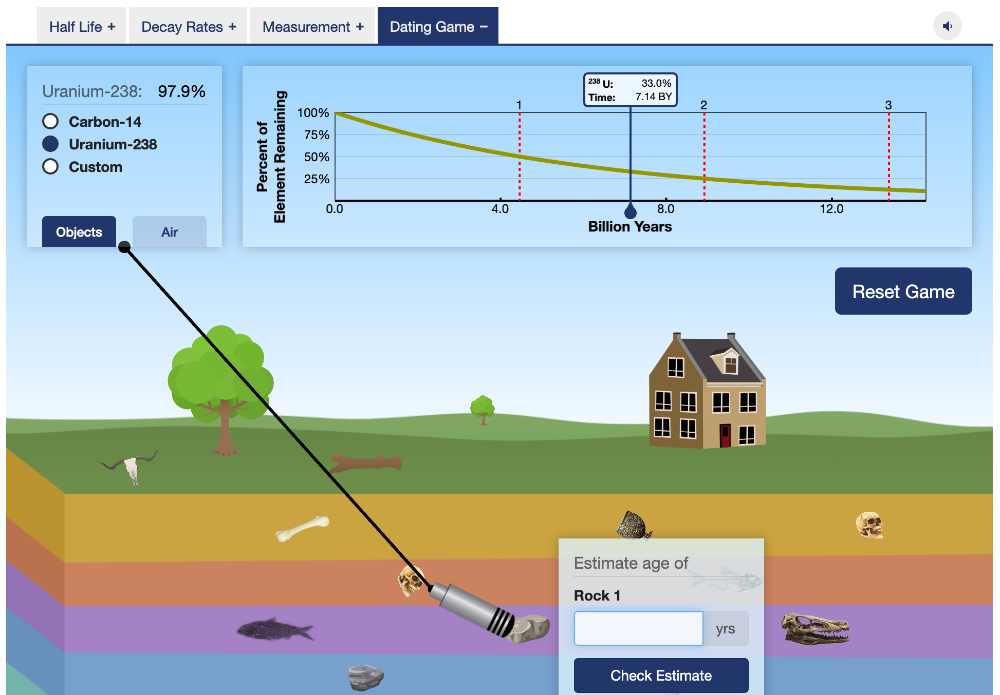 Half Life +
Decay Rates +
Measurement +
Dating Game −
Uranium-238: 97.9%
Carbon-14
Uranium-238
Custom
Objects
Air
Percent of
Element Remaining
100%
75%
50%
25%
238 U: 33.0%
Time: 7.14 BY
1
2
3
0.0
4.0
8.0
12.0
Billion Years
Reset Game
Estimate age of
Rock 1
yrs
Check Estimate